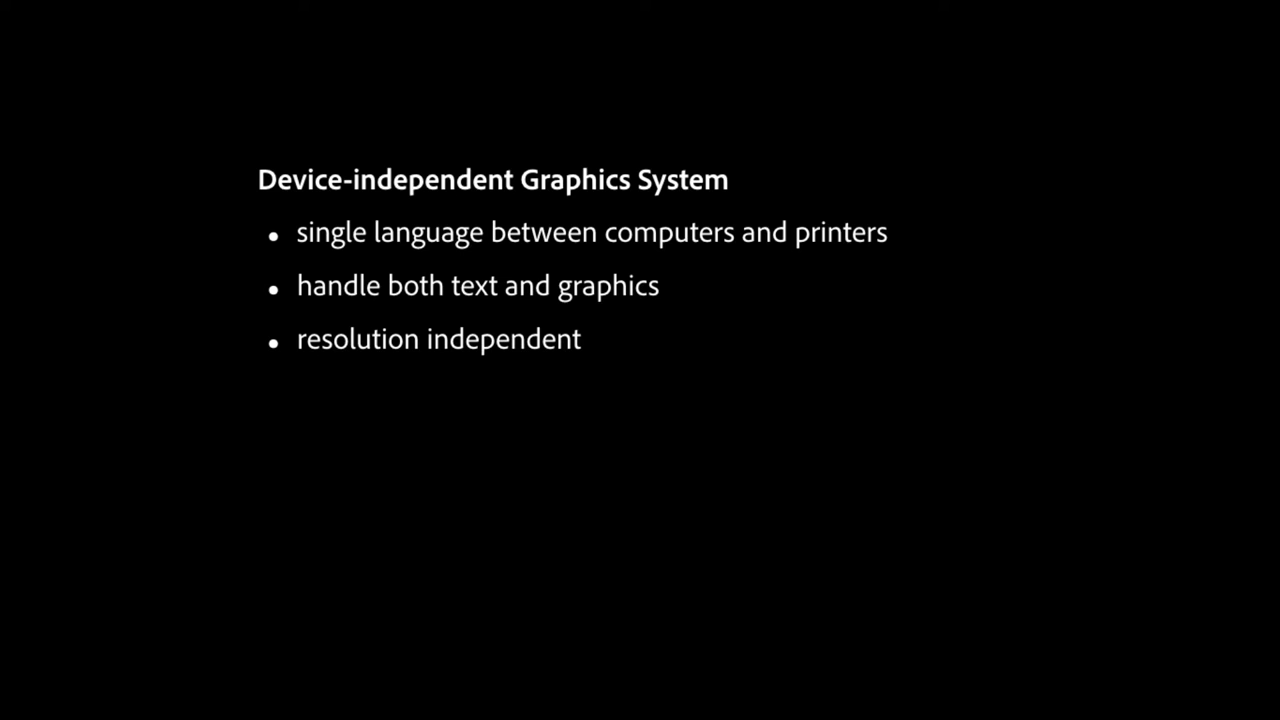 Device-independent Graphics System
• single language between computers and printers
• handle both text and graphics
• resolution independent